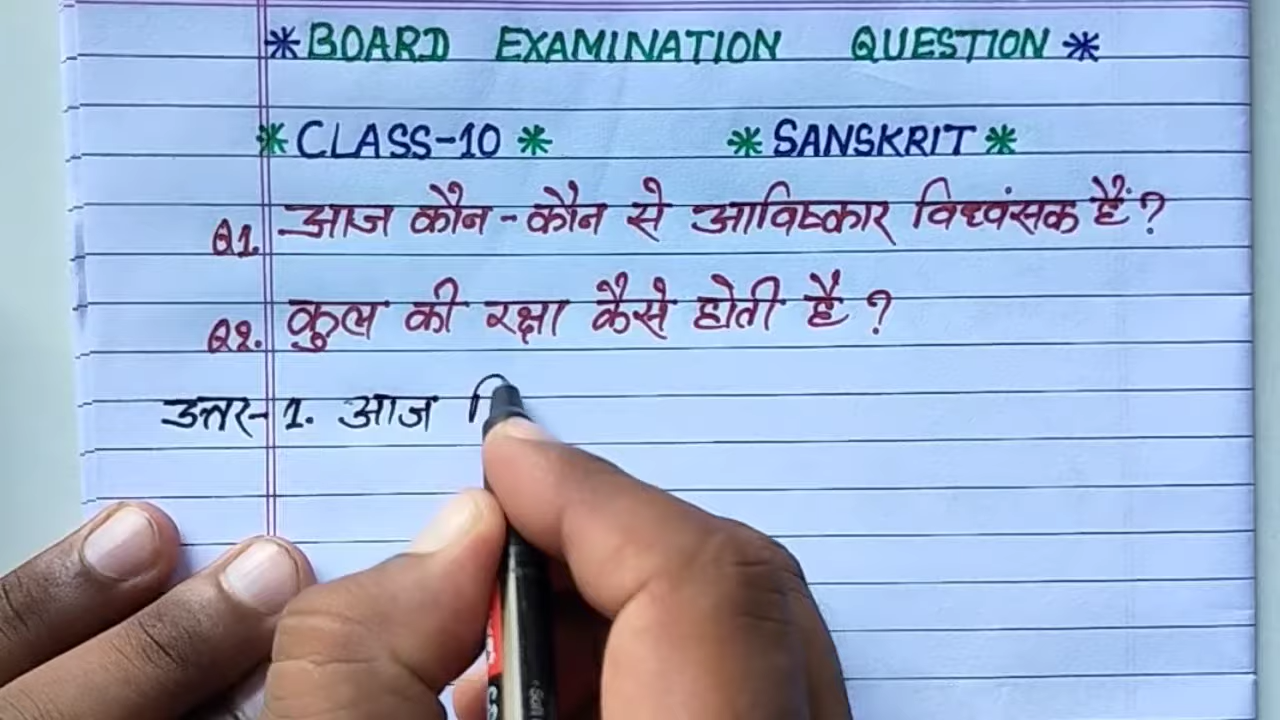 *BOARD EXAMINATION QUESTION*
*CLASS-10* *SANSKRIT*
Q1. आज कौन-कौन से आविष्कार विध्वंसक हैं?
Q2. कुल की रक्षा कैसे होती है?
उत्तर-1. आज